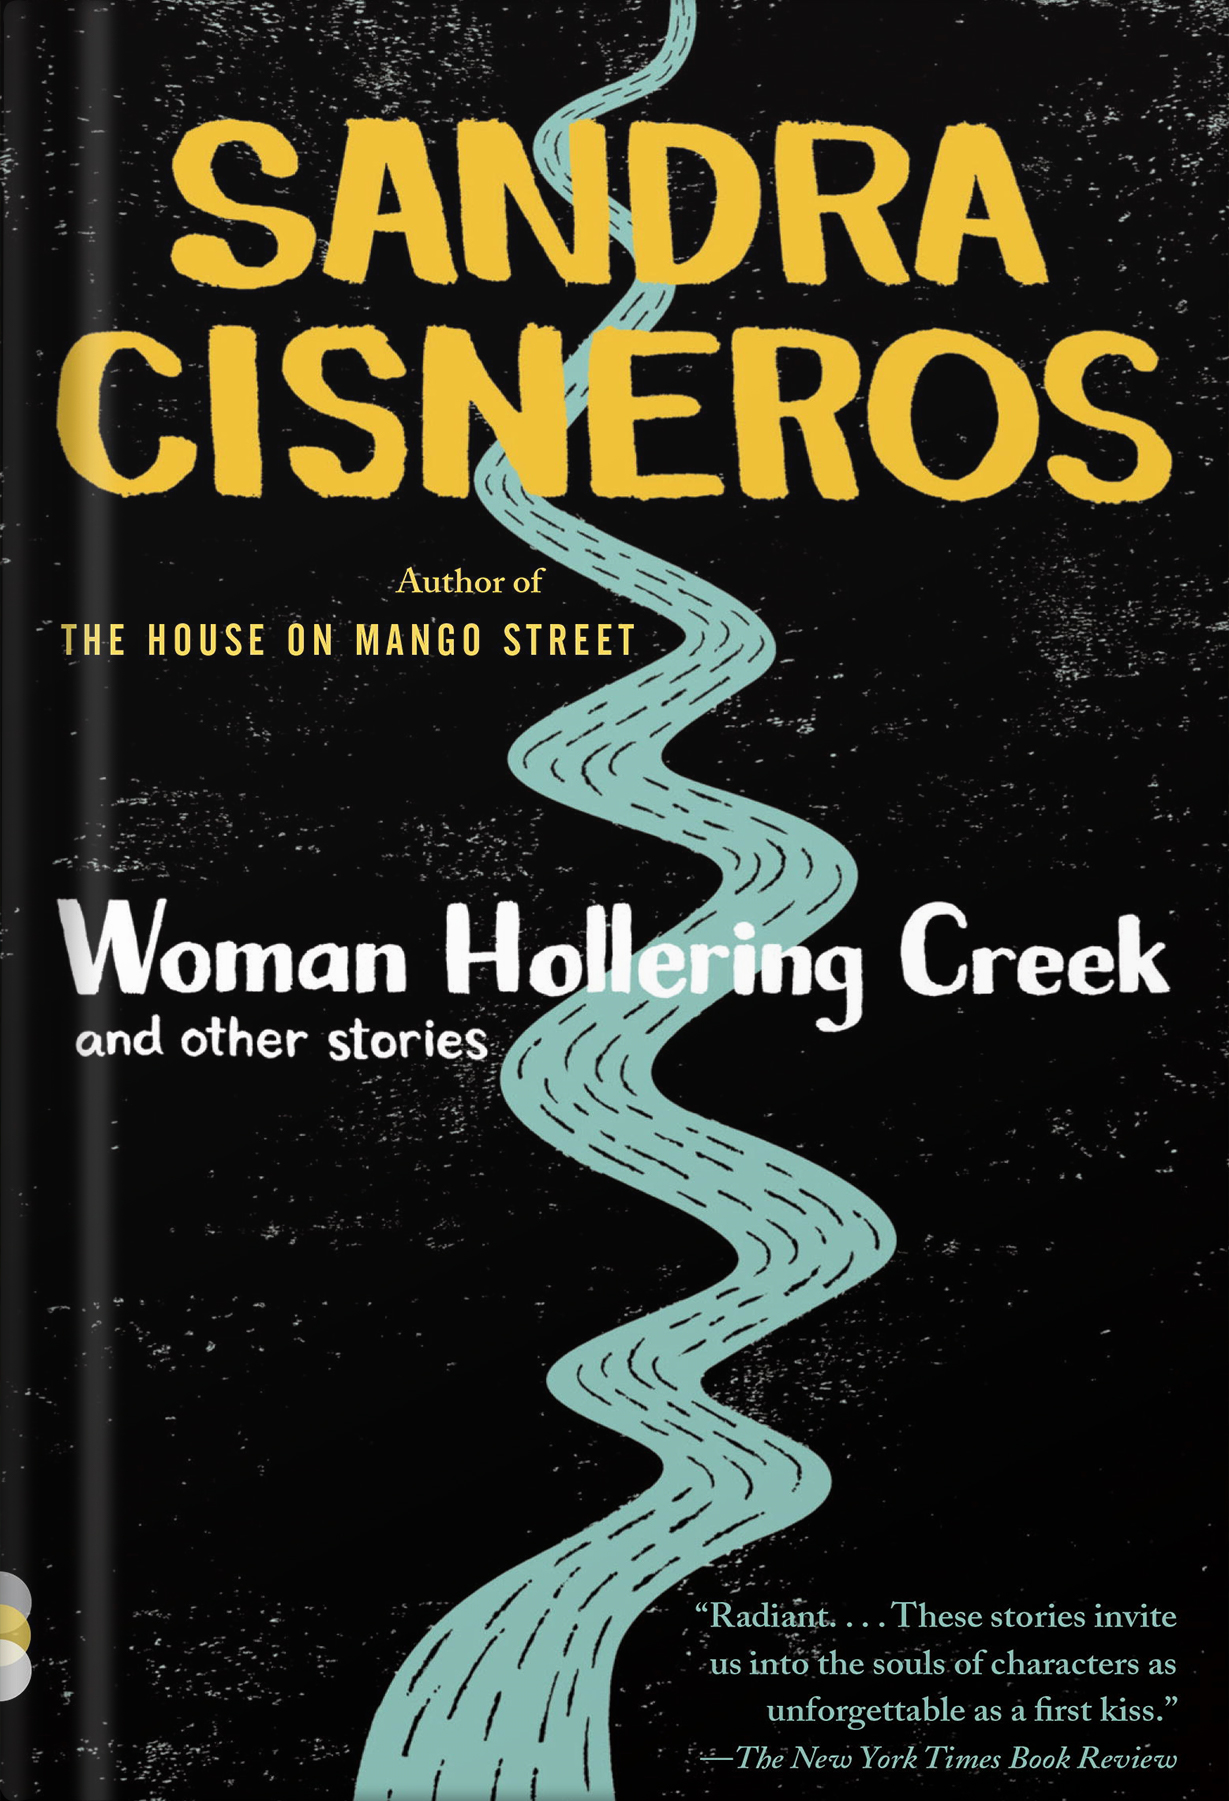 SANDRA
CISNEROS
Author of
THE HOUSE ON MANGO STREET
Woman Hollering Creek
and other stories
“Radiant. . . . These stories invite
us into the souls of characters as
unforgettable as a first kiss.”
—The New York Times Book Review